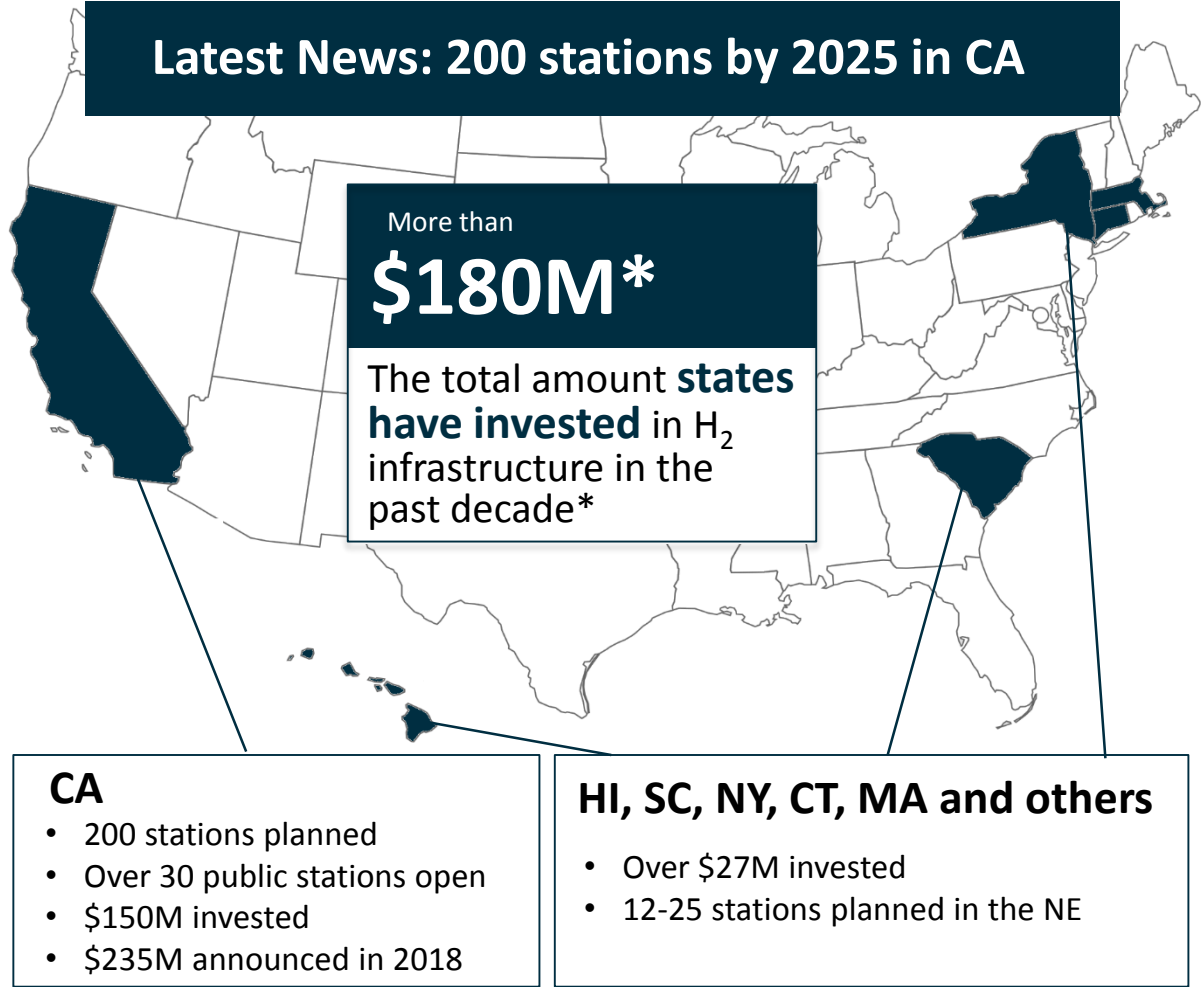 Latest News: 200 stations by 2025 in CA
More than
$180M*
The total amount states
have invested in H₂
infrastructure in the
past decade*
CA
• 200 stations planned
• Over 30 public stations open
• $150M invested
• $235M announced in 2018
HI, SC, NY, CT, MA and others
• Over $27M invested
• 12-25 stations planned in the NE